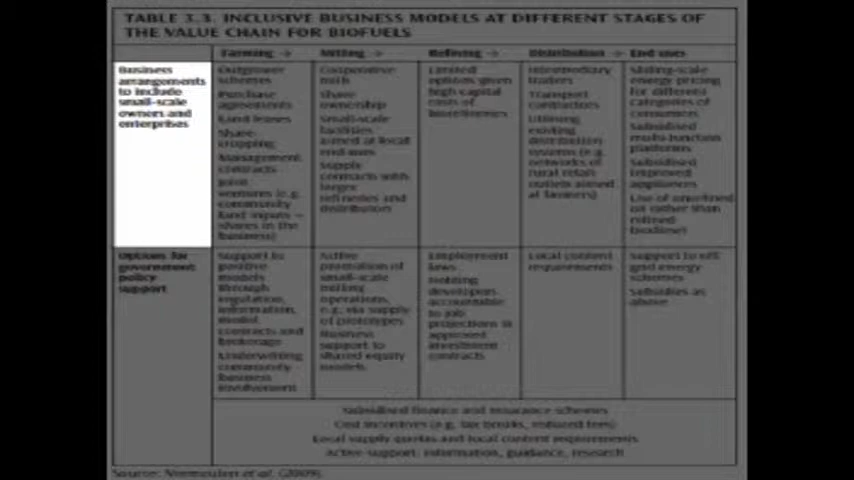 TABLE 3.3. INCLUSIVE BUSINESS MODELS AT DIFFERENT STAGES OF
THE VALUE CHAIN FOR BIOFUELS
Farming → Milling → Refining → Distribution → End uses
Business
arrangements
to include
small-scale
owners and
enterprises
Outgrower
schemes
Purchase
agreements
Land leases
Share-
cropping
Management
contracts
Joint
ventures (e.g.
community
land inputs =
shares in the
business)
Cooperative
mills
Share
ownership
Small-scale
facilities
aimed at local
end-uses
Supply
contracts with
larger
refineries and
distributors
Limited
options given
high capital
costs of
biorefineries
Intermediary
traders
Transport
contractors
Utilising
existing
distribution
systems (e.g.
networks of
rural retail
outlets aimed
at farmers)
Sliding-scale
energy pricing
for different
categories of
consumers
Subsidised
multi-function
platforms
Subsidised
improved
appliances
Use of unrefined
oil rather than
refined
biodiesel
Options for
government
policy
support
Support to
positive
models
through
regulation,
information,
model
contracts and
brokerage
Underwriting
community
business
involvement
Active
promotion of
small-scale
milling
operations,
e.g. via supply
of prototypes
Business
support to
shared equity
models
Employment
laws
Holding
developers
accountable
to job
projections in
approved
investment
contracts
Local content
requirements
Support to off-
grid energy
schemes
Subsidies as
above
Subsidised finance and insurance schemes
Cost incentives (e.g. tax breaks, reduced fees)
Local supply quotas and local content requirements
Active support: information, guidance, research
Source: Vermeulen et al. (2009).